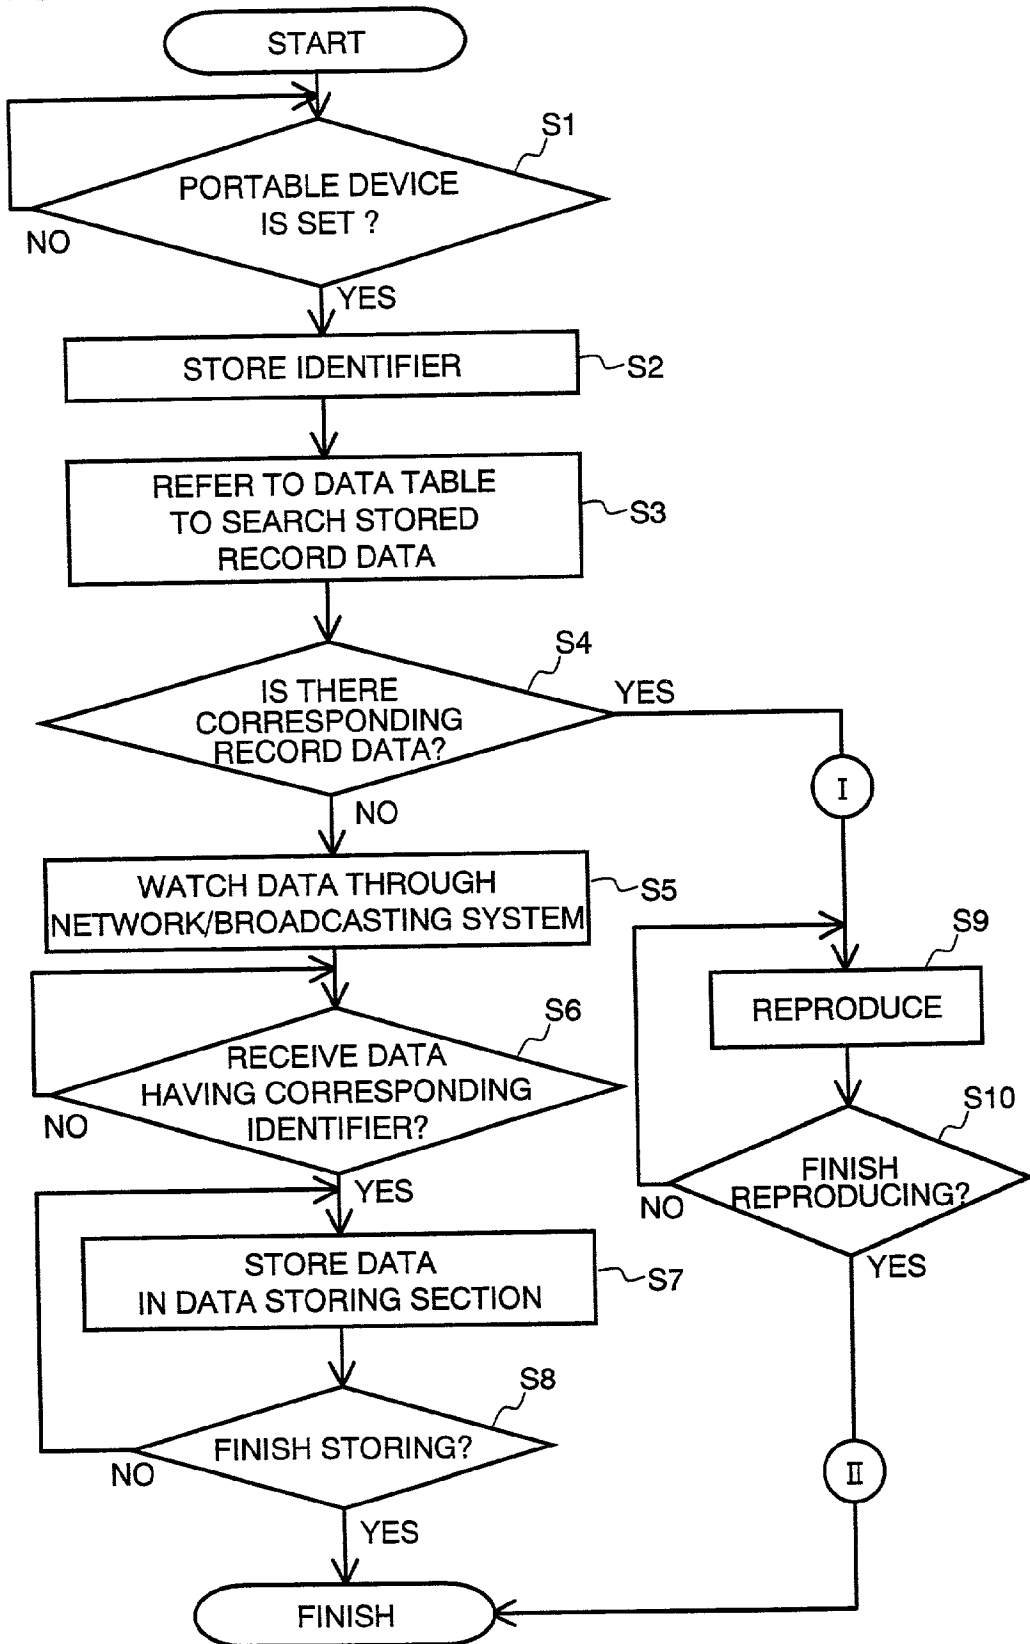 START
S1
PORTABLE DEVICE
IS SET ?
NO
YES
STORE IDENTIFIER
S2
REFER TO DATA TABLE
TO SEARCH STORED
RECORD DATA
S3
S4
IS THERE
CORRESPONDING
RECORD DATA?
YES
NO
I
WATCH DATA THROUGH
NETWORK/BROADCASTING SYSTEM
S5
S9
REPRODUCE
S6
RECEIVE DATA
HAVING CORRESPONDING
IDENTIFIER?
NO
YES
S10
FINISH
REPRODUCING?
NO
YES
STORE DATA
IN DATA STORING SECTION
S7
S8
FINISH STORING?
NO
YES
II
FINISH